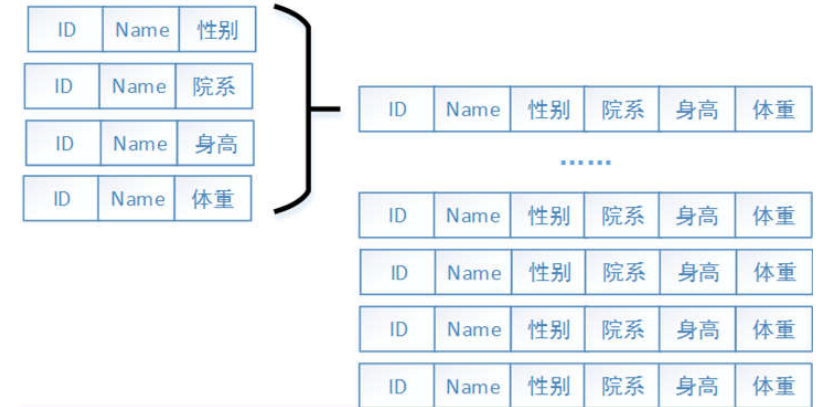 ID Name 性别
ID Name 院系
ID Name 身高
ID Name 体重
ID Name 性别 院系 身高 体重
……
ID Name 性别 院系 身高 体重
ID Name 性别 院系 身高 体重
ID Name 性别 院系 身高 体重
ID Name 性别 院系 身高 体重